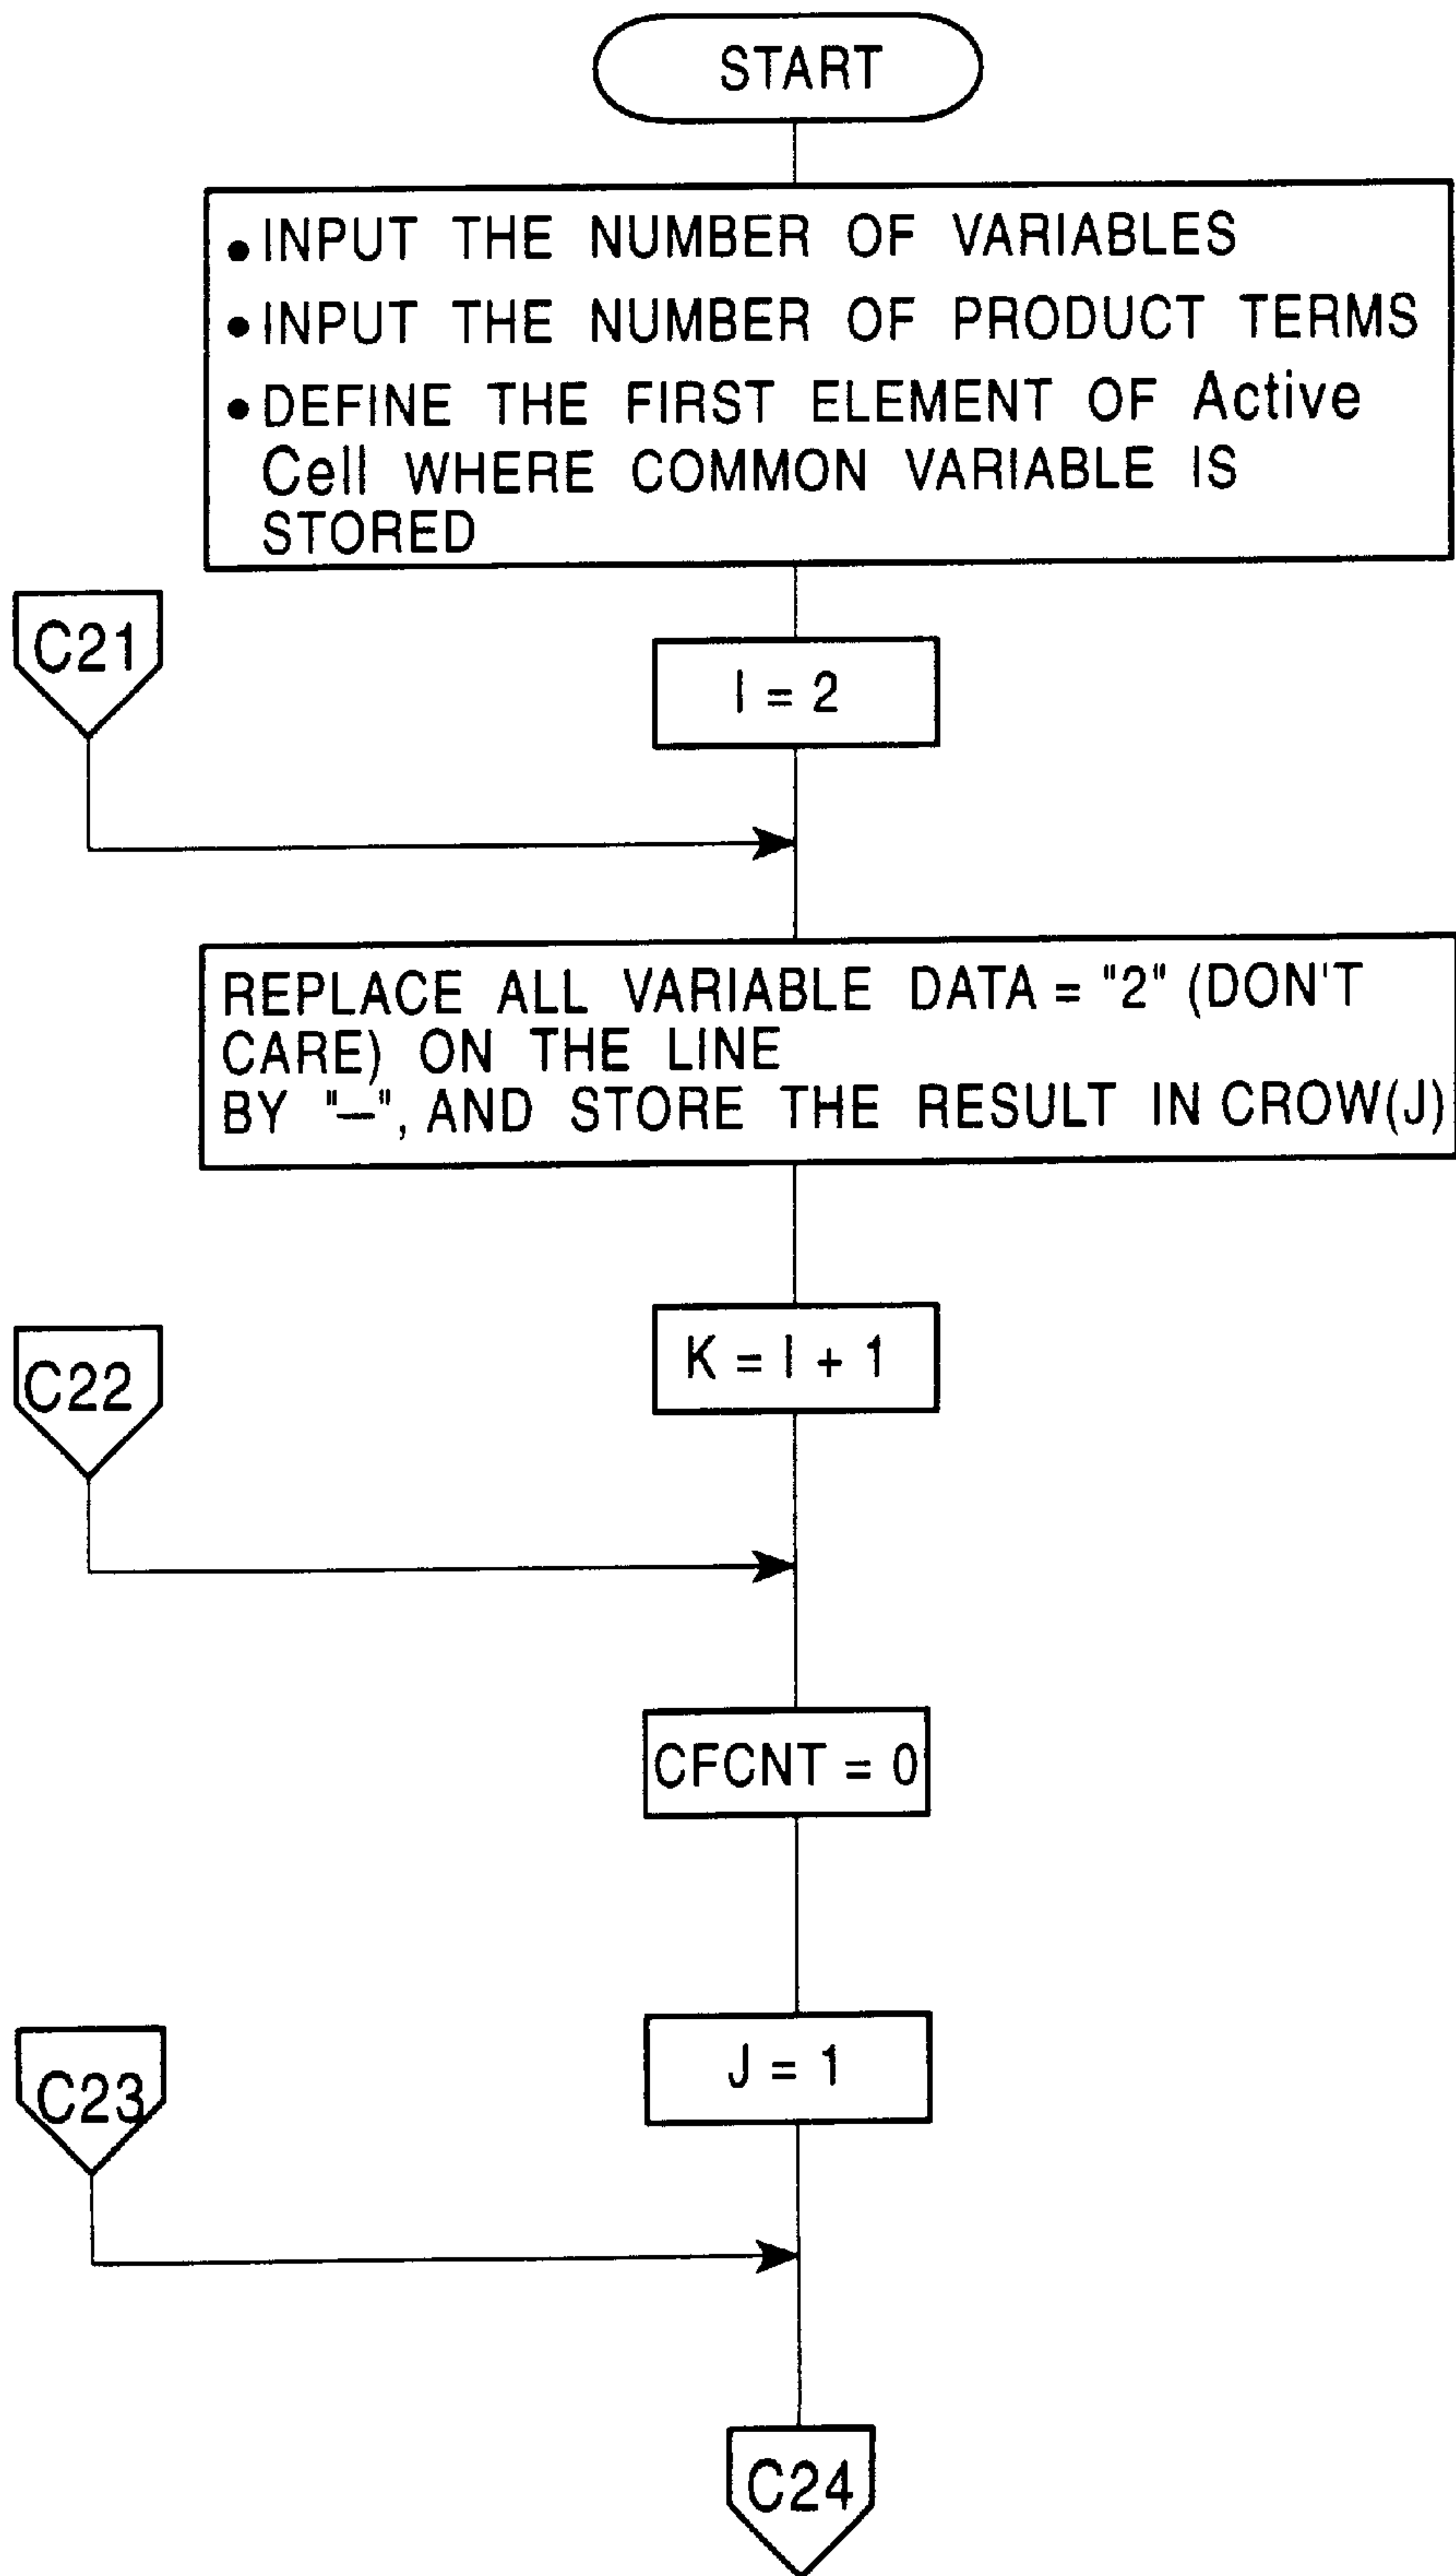 START
• INPUT THE NUMBER OF VARIABLES
• INPUT THE NUMBER OF PRODUCT TERMS
• DEFINE THE FIRST ELEMENT OF Active
Cell WHERE COMMON VARIABLE IS
STORED
C21
I = 2
REPLACE ALL VARIABLE DATA = "2" (DON'T
CARE) ON THE LINE
BY "—", AND STORE THE RESULT IN CROW(J)
K = I + 1
C22
CFCNT = 0
J = 1
C23
C24